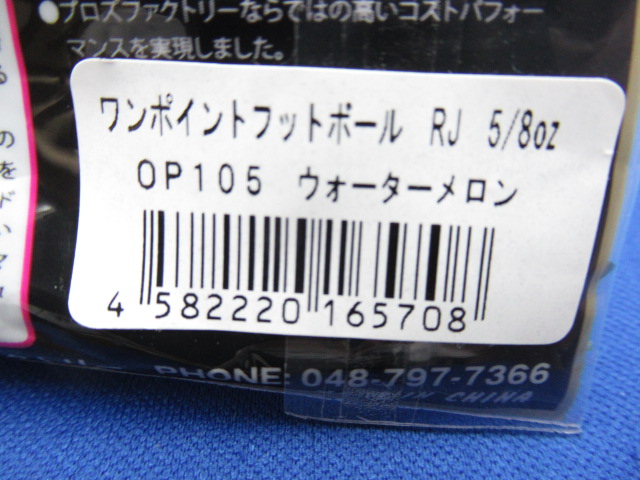 ●プロズファクトリーならではの高いコストパフォー
マンスを実現しました。
ワンポイントフットボール RJ 5/8oz
OP105 ウォーターメロン
4 582220 165708
PHONE: 048-797-7366
IN CHINA